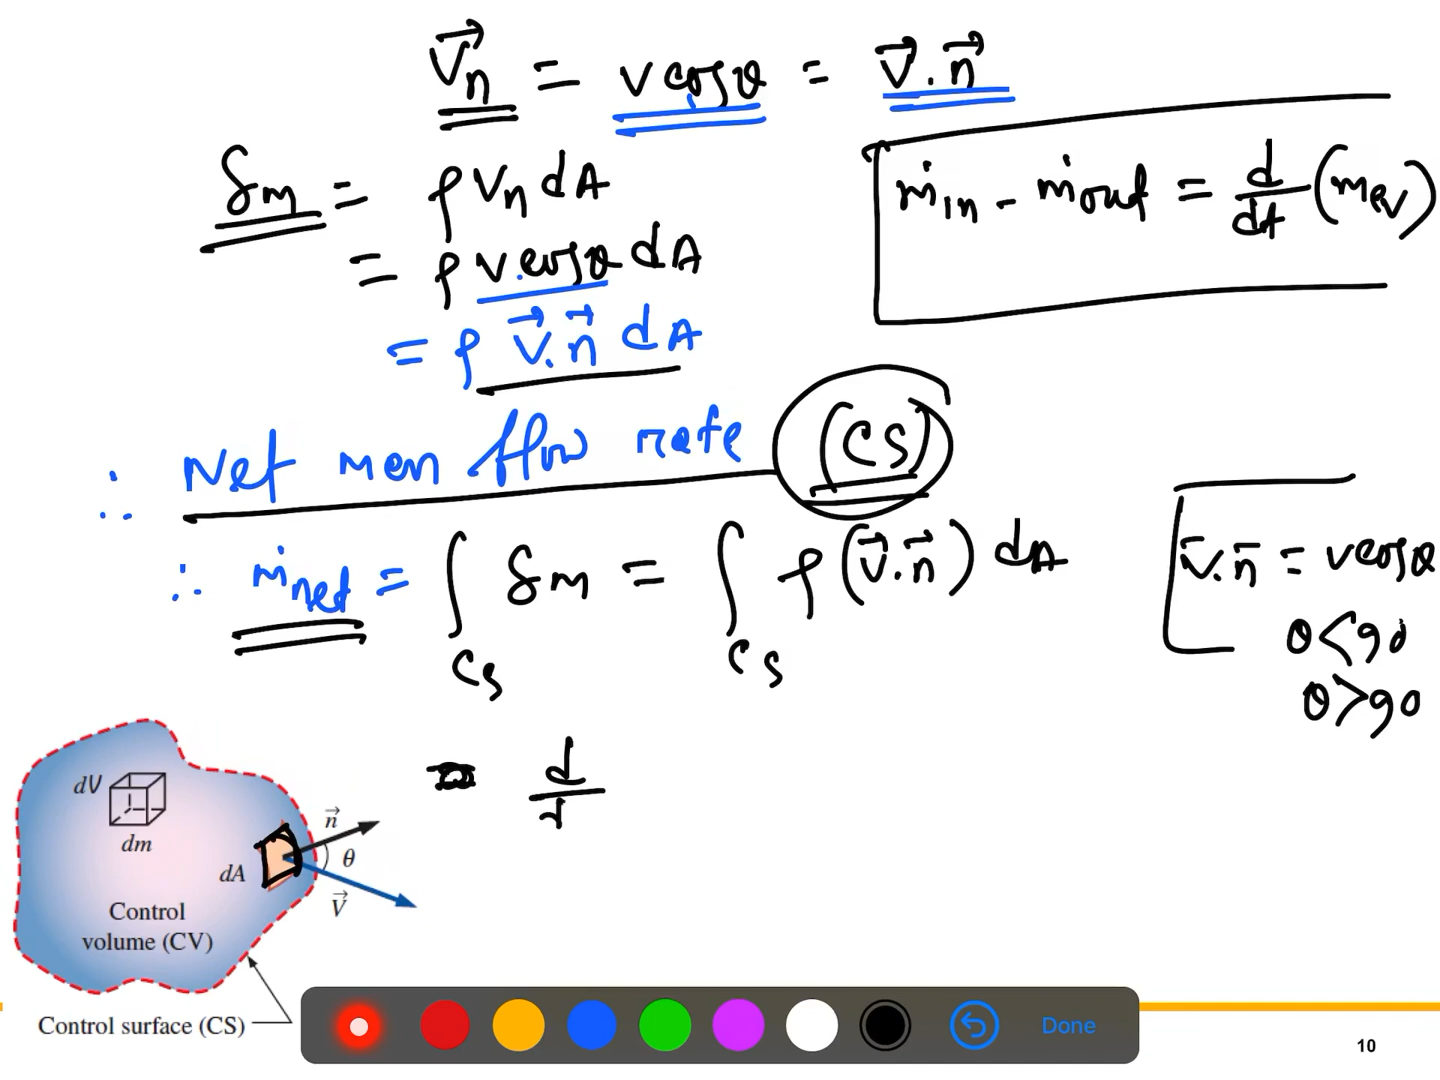 V⃗n = v cosθ = V⃗.n⃗
δm = ρ Vn dA
= ρ v.cosθ dA
= ρ V⃗.n⃗ dA
ṁin - ṁout = d/dt (mcv)
∴ Net mass flow rate (CS)
∴ ṁnet = ∫CS δm = ∫CS ρ (V⃗.n⃗) dA
V̄.n̄ = v cosθ
θ<90
θ>90
= d/d
dV
dm
dA
n⃗
θ
V⃗
Control
volume (CV)
Control surface (CS)
Done
10